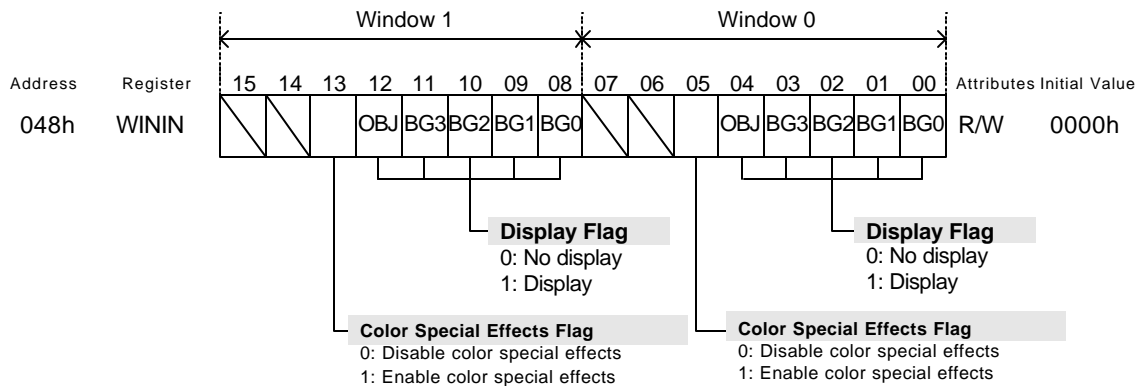 Window 1 Window 0
Address Register 15 14 13 12 11 10 09 08 07 06 05 04 03 02 01 00 Attributes Initial Value
048h WININ OBJ BG3 BG2 BG1 BG0 OBJ BG3 BG2 BG1 BG0 R/W 0000h
Display Flag
0: No display
1: Display
Display Flag
0: No display
1: Display
Color Special Effects Flag
0: Disable color special effects
1: Enable color special effects
Color Special Effects Flag
0: Disable color special effects
1: Enable color special effects